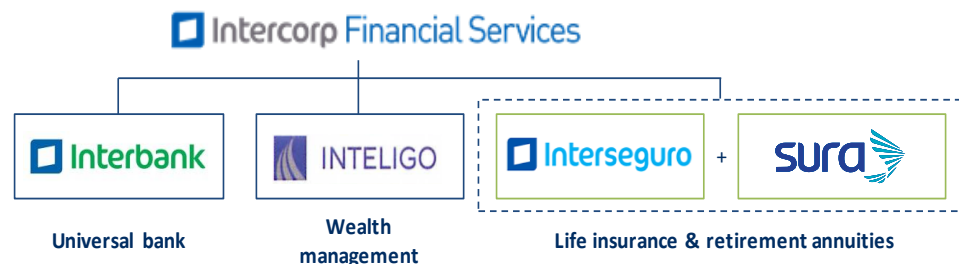 Intercorp Financial Services
Interbank
INTELIGO
Interseguro
+
sura
Universal bank
Wealth
management
Life insurance & retirement annuities